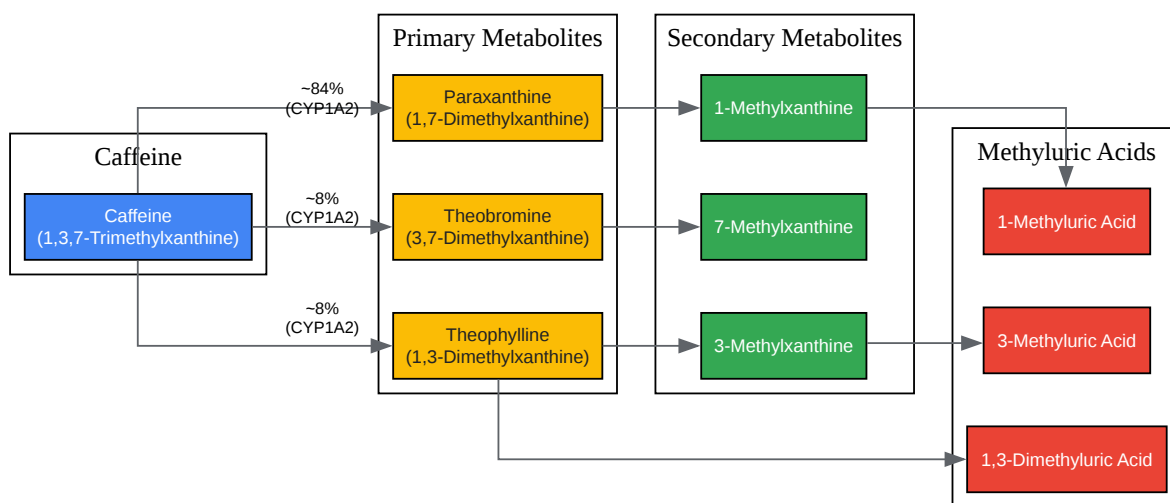 Primary Metabolites
Secondary Metabolites
~84%
(CYP1A2)
Paraxanthine
(1,7-Dimethylxanthine)
1-Methylxanthine
Caffeine
Methyluric Acids
Caffeine
(1,3,7-Trimethylxanthine)
~8%
(CYP1A2)
Theobromine
(3,7-Dimethylxanthine)
7-Methylxanthine
1-Methyluric Acid
~8%
(CYP1A2)
Theophylline
(1,3-Dimethylxanthine)
3-Methylxanthine
3-Methyluric Acid
1,3-Dimethyluric Acid